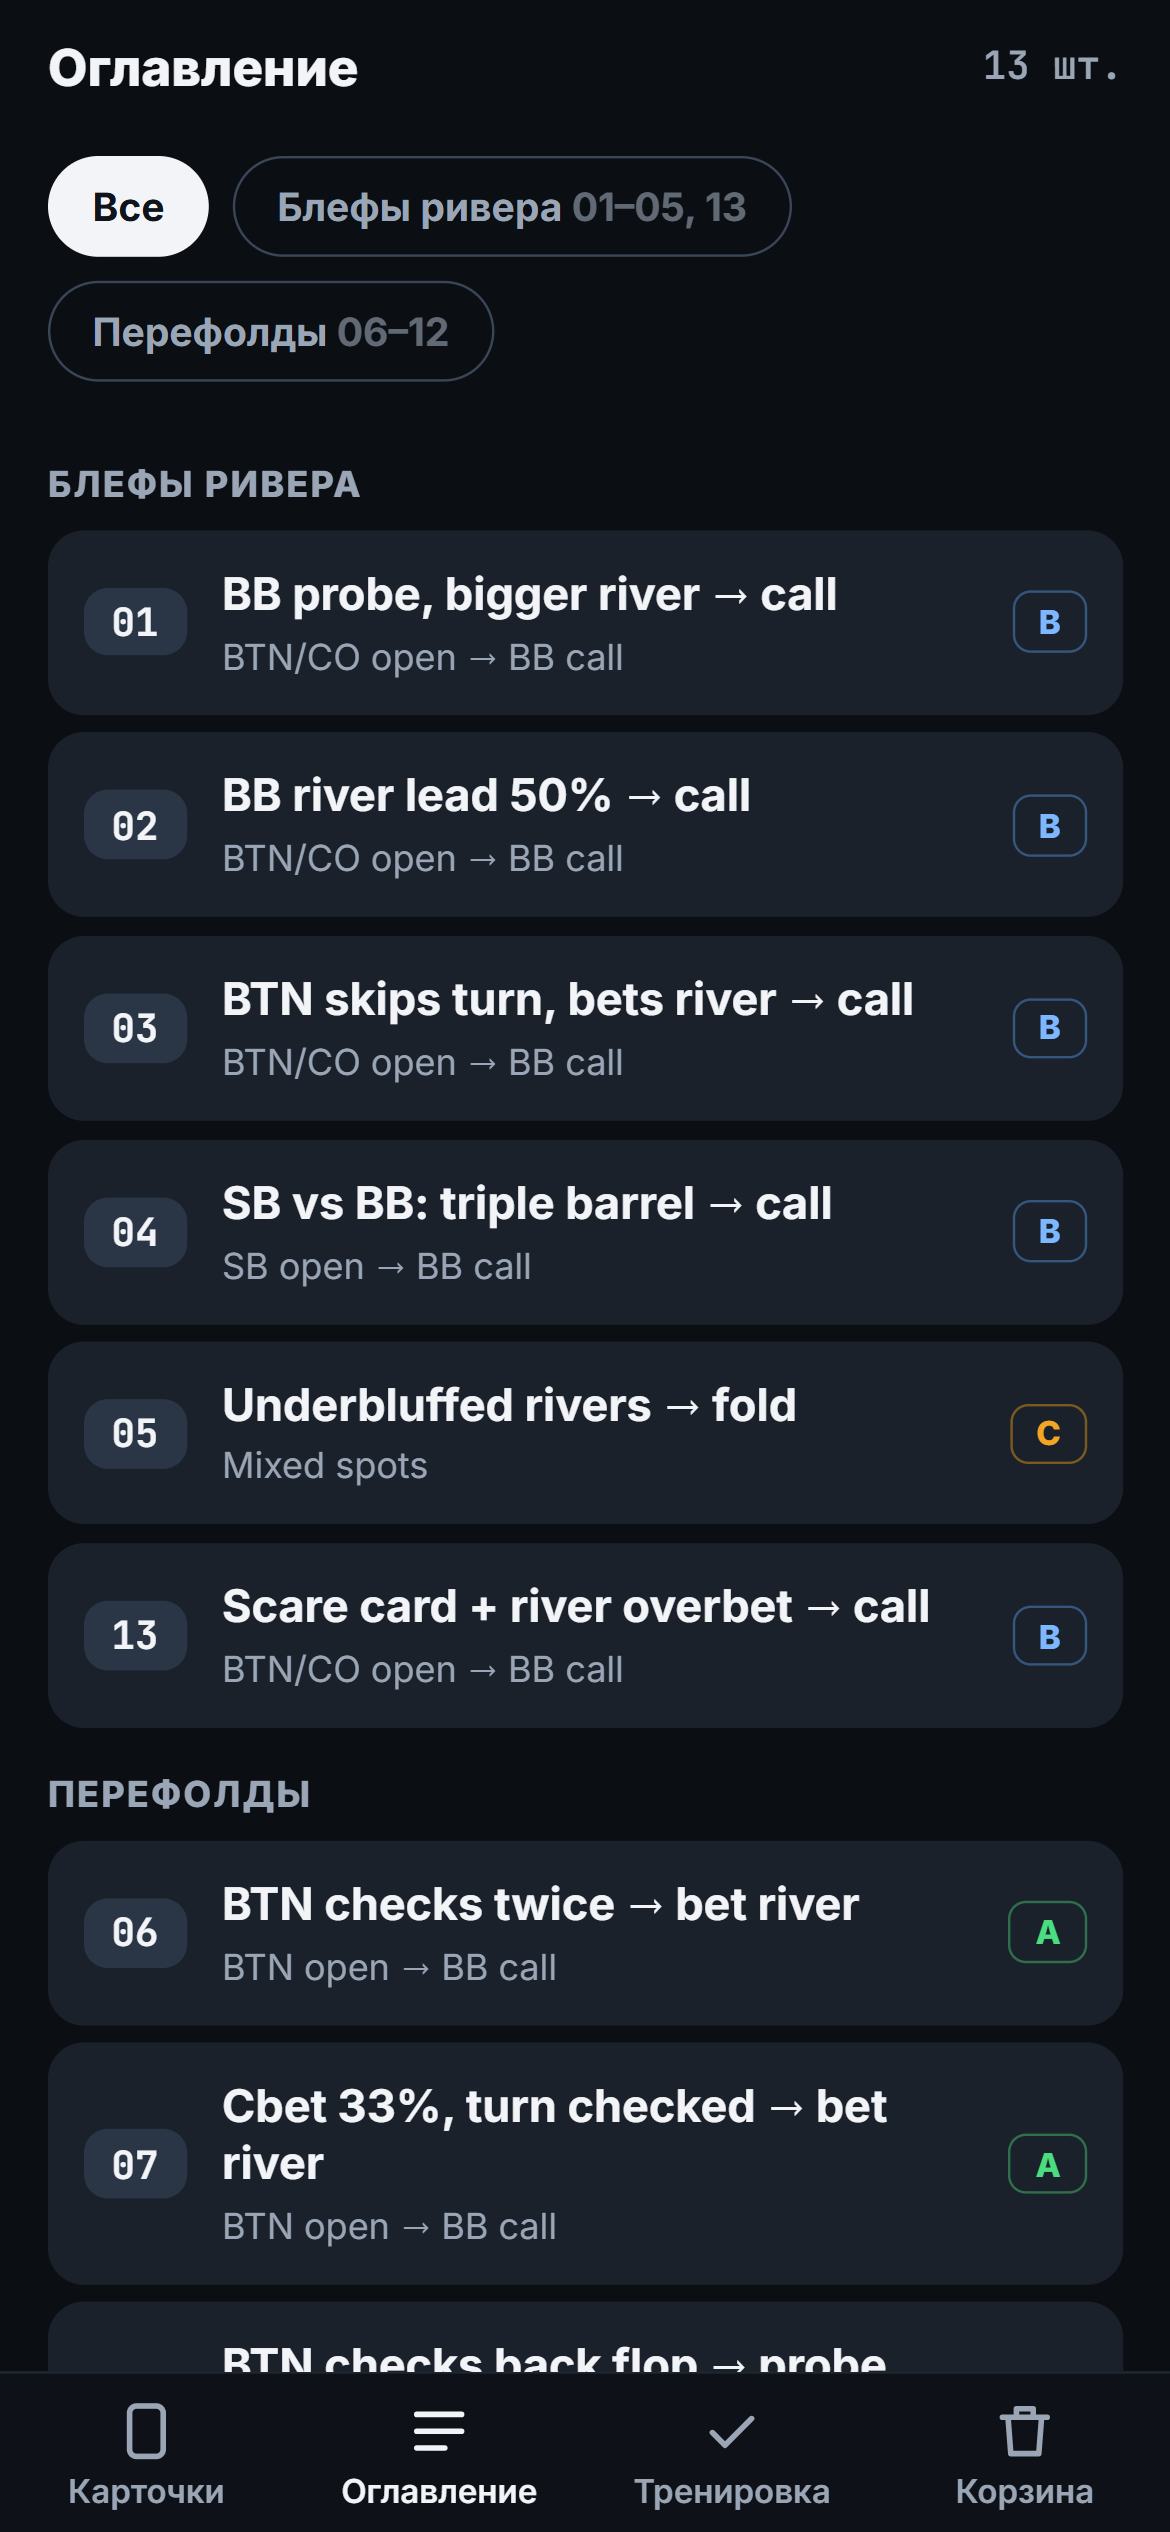 Оглавление
13 шт.
Все
Блефы ривера 01–05, 13
Перефолды 06–12
БЛЕФЫ РИВЕРА
01
BB probe, bigger river → call
BTN/CO open → BB call
B
02
BB river lead 50% → call
BTN/CO open → BB call
B
03
BTN skips turn, bets river → call
BTN/CO open → BB call
B
04
SB vs BB: triple barrel → call
SB open → BB call
B
05
Underbluffed rivers → fold
Mixed spots
C
13
Scare card + river overbet → call
BTN/CO open → BB call
B
ПЕРЕФОЛДЫ
06
BTN checks twice → bet river
BTN open → BB call
A
07
Cbet 33%, turn checked → bet
river
BTN open → BB call
A
BTN checks back flop → probe
Карточки
Оглавление
Тренировка
Корзина